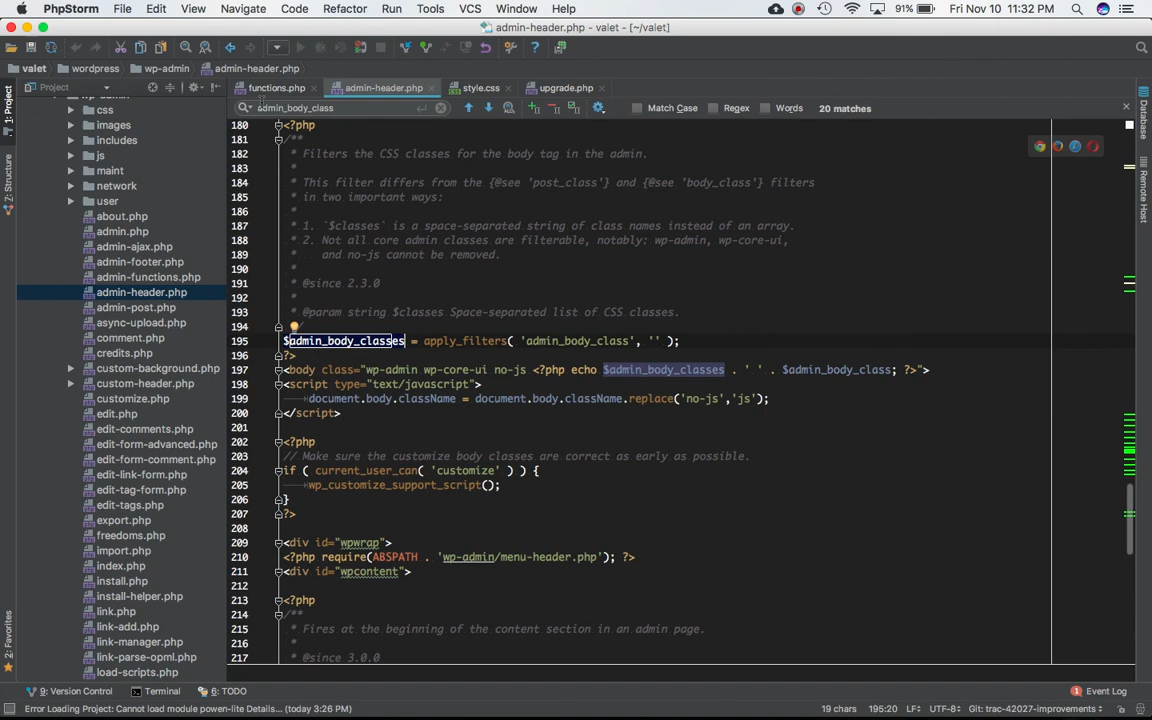 PhpStorm File Edit View Navigate Code Refactor Run Tools VCS Window Help 91% Fri Nov 10 11:32 PM
admin-header.php - valet - [~/valet]
valet wordpress wp-admin admin-header.php
Project functions.php admin-header.php style.css upgrade.php
admin_body_class Match Case Regex Words 20 matches
1: Project
7: Structure
2: Favorites
Database
Remote Host
css
images
includes
js
maint
network
user
about.php
admin.php
admin-ajax.php
admin-footer.php
admin-functions.php
admin-header.php
admin-post.php
async-upload.php
comment.php
credits.php
custom-background.php
custom-header.php
customize.php
edit.php
edit-comments.php
edit-form-advanced.php
edit-form-comment.php
edit-link-form.php
edit-tag-form.php
edit-tags.php
export.php
freedoms.php
import.php
index.php
install.php
install-helper.php
link.php
link-add.php
link-manager.php
link-parse-opml.php
load-scripts.php
180 <?php
181 /**
182 * Filters the CSS classes for the body tag in the admin.
183 *
184 * This filter differs from the {@see 'post_class'} and {@see 'body_class'} filters
185 * in two important ways:
186 *
187 * 1. `$classes` is a space-separated string of class names instead of an array.
188 * 2. Not all core admin classes are filterable, notably: wp-admin, wp-core-ui,
189 * and no-js cannot be removed.
190 *
191 * @since 2.3.0
192 *
193 * @param string $classes Space-separated list of CSS classes.
194 /
195 $admin_body_classes = apply_filters( 'admin_body_class', '' );
196 ?>
197 <body class="wp-admin wp-core-ui no-js <?php echo $admin_body_classes . ' ' . $admin_body_class; ?>">
198 <script type="text/javascript">
199 document.body.className = document.body.className.replace('no-js','js');
200 </script>
201
202 <?php
203 // Make sure the customize body classes are correct as early as possible.
204 if ( current_user_can( 'customize' ) ) {
205 wp_customize_support_script();
206 }
207 ?>
208
209 <div id="wpwrap">
210 <?php require(ABSPATH . 'wp-admin/menu-header.php'); ?>
211 <div id="wpcontent">
212
213 <?php
214 /**
215 * Fires at the beginning of the content section in an admin page.
216 *
217 * @since 3.0.0
9: Version Control Terminal 6: TODO 1 Event Log
Error Loading Project: Cannot load module powen-lite Details... (today 3:26 PM) 19 chars 195:20 LF÷ UTF-8÷ Git: trac-42027-improvements÷